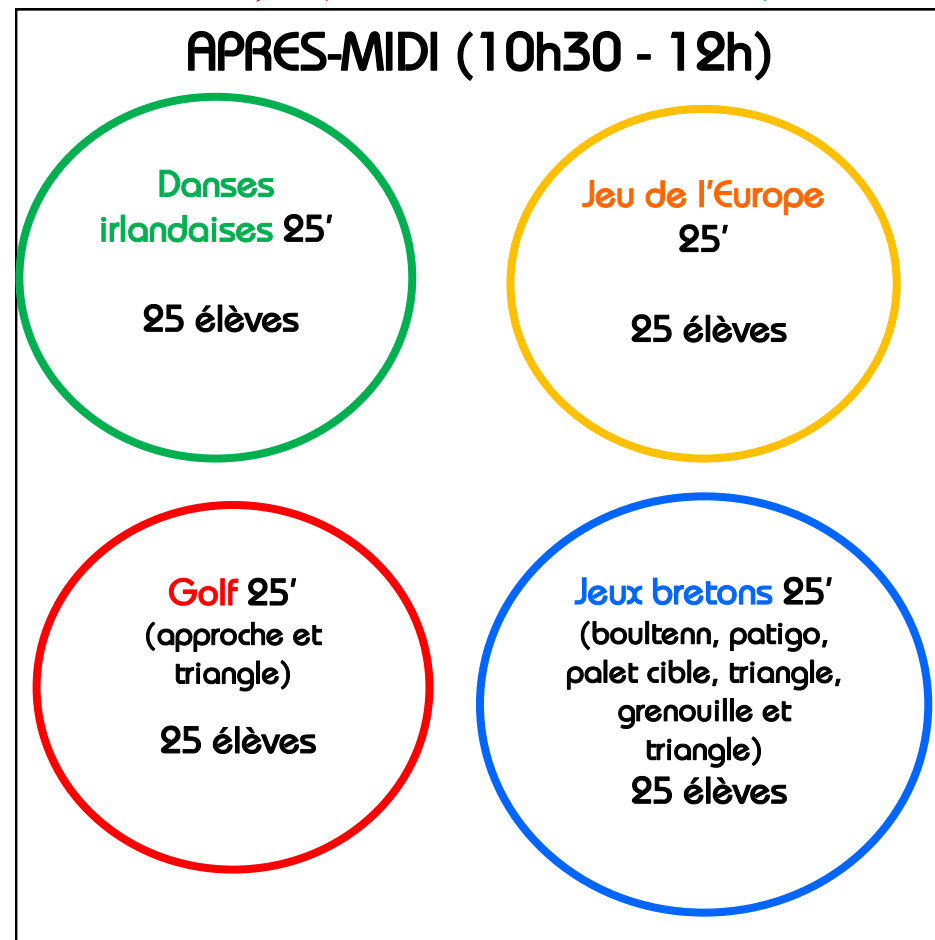 APRES-MIDI (10h30 - 12h)
Danses
irlandaises 25'
25 élèves
Jeu de l'Europe
25'
25 élèves
Golf 25'
(approche et
triangle)
25 élèves
Jeux bretons 25'
(boultenn, patigo,
palet cible, triangle,
grenouille et
triangle)
25 élèves